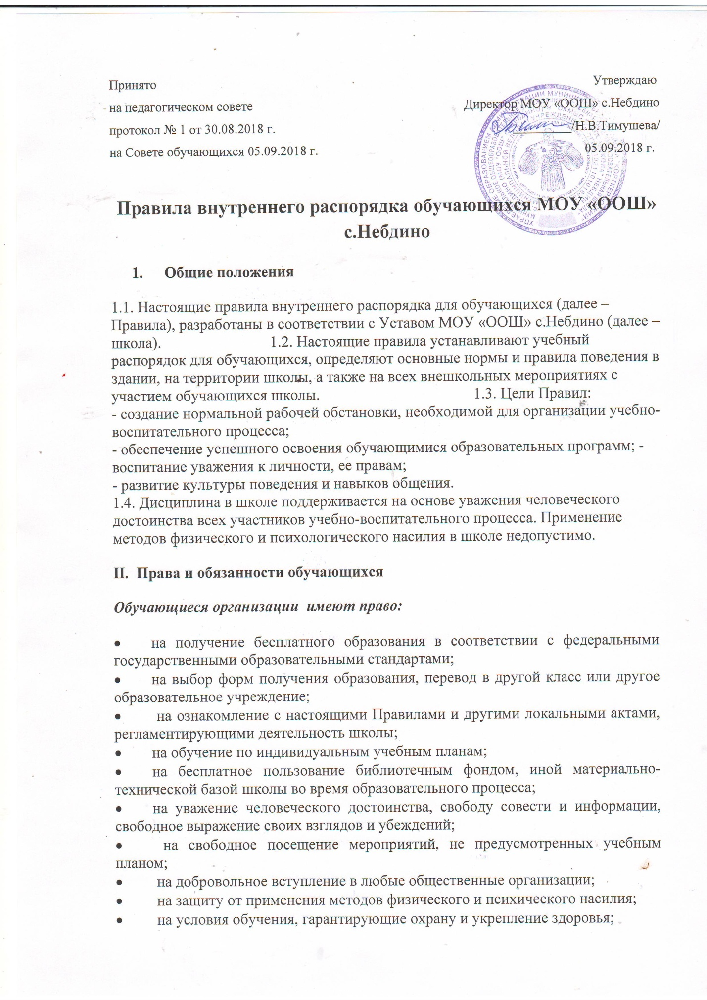 Принято
на педагогическом совете
протокол № 1 от 30.08.2018 г.
на Совете обучающихся 05.09.2018 г.
Утверждаю
Директор МОУ «ООШ» с.Небдино
/Н.В.Тимушева/
05.09.2018 г.
Правила внутреннего распорядка обучающихся МОУ «ООШ»
с.Небдино
1. Общие положения
1.1. Настоящие правила внутреннего распорядка для обучающихся (далее –
Правила), разработаны в соответствии с Уставом МОУ «ООШ» с.Небдино (далее –
школа). 1.2. Настоящие правила устанавливают учебный
распорядок для обучающихся, определяют основные нормы и правила поведения в
здании, на территории школы, а также на всех внешкольных мероприятиях с
участием обучающихся школы. 1.3. Цели Правил:
- создание нормальной рабочей обстановки, необходимой для организации учебно-
воспитательного процесса;
- обеспечение успешного освоения обучающимися образовательных программ; -
воспитание уважения к личности, ее правам;
- развитие культуры поведения и навыков общения.
1.4. Дисциплина в школе поддерживается на основе уважения человеческого
достоинства всех участников учебно-воспитательного процесса. Применение
методов физического и психологического насилия в школе недопустимо.
II. Права и обязанности обучающихся
Обучающиеся организации имеют право:
• на получение бесплатного образования в соответствии с федеральными
государственными образовательными стандартами;
• на выбор форм получения образования, перевод в другой класс или другое
образовательное учреждение;
• на ознакомление с настоящими Правилами и другими локальными актами,
регламентирующими деятельность школы;
• на обучение по индивидуальным учебным планам;
• на бесплатное пользование библиотечным фондом, иной материально-
технической базой школы во время образовательного процесса;
• на уважение человеческого достоинства, свободу совести и информации,
свободное выражение своих взглядов и убеждений;
• на свободное посещение мероприятий, не предусмотренных учебным
планом;
• на добровольное вступление в любые общественные организации;
• на защиту от применения методов физического и психического насилия;
• на условия обучения, гарантирующие охрану и укрепление здоровья;